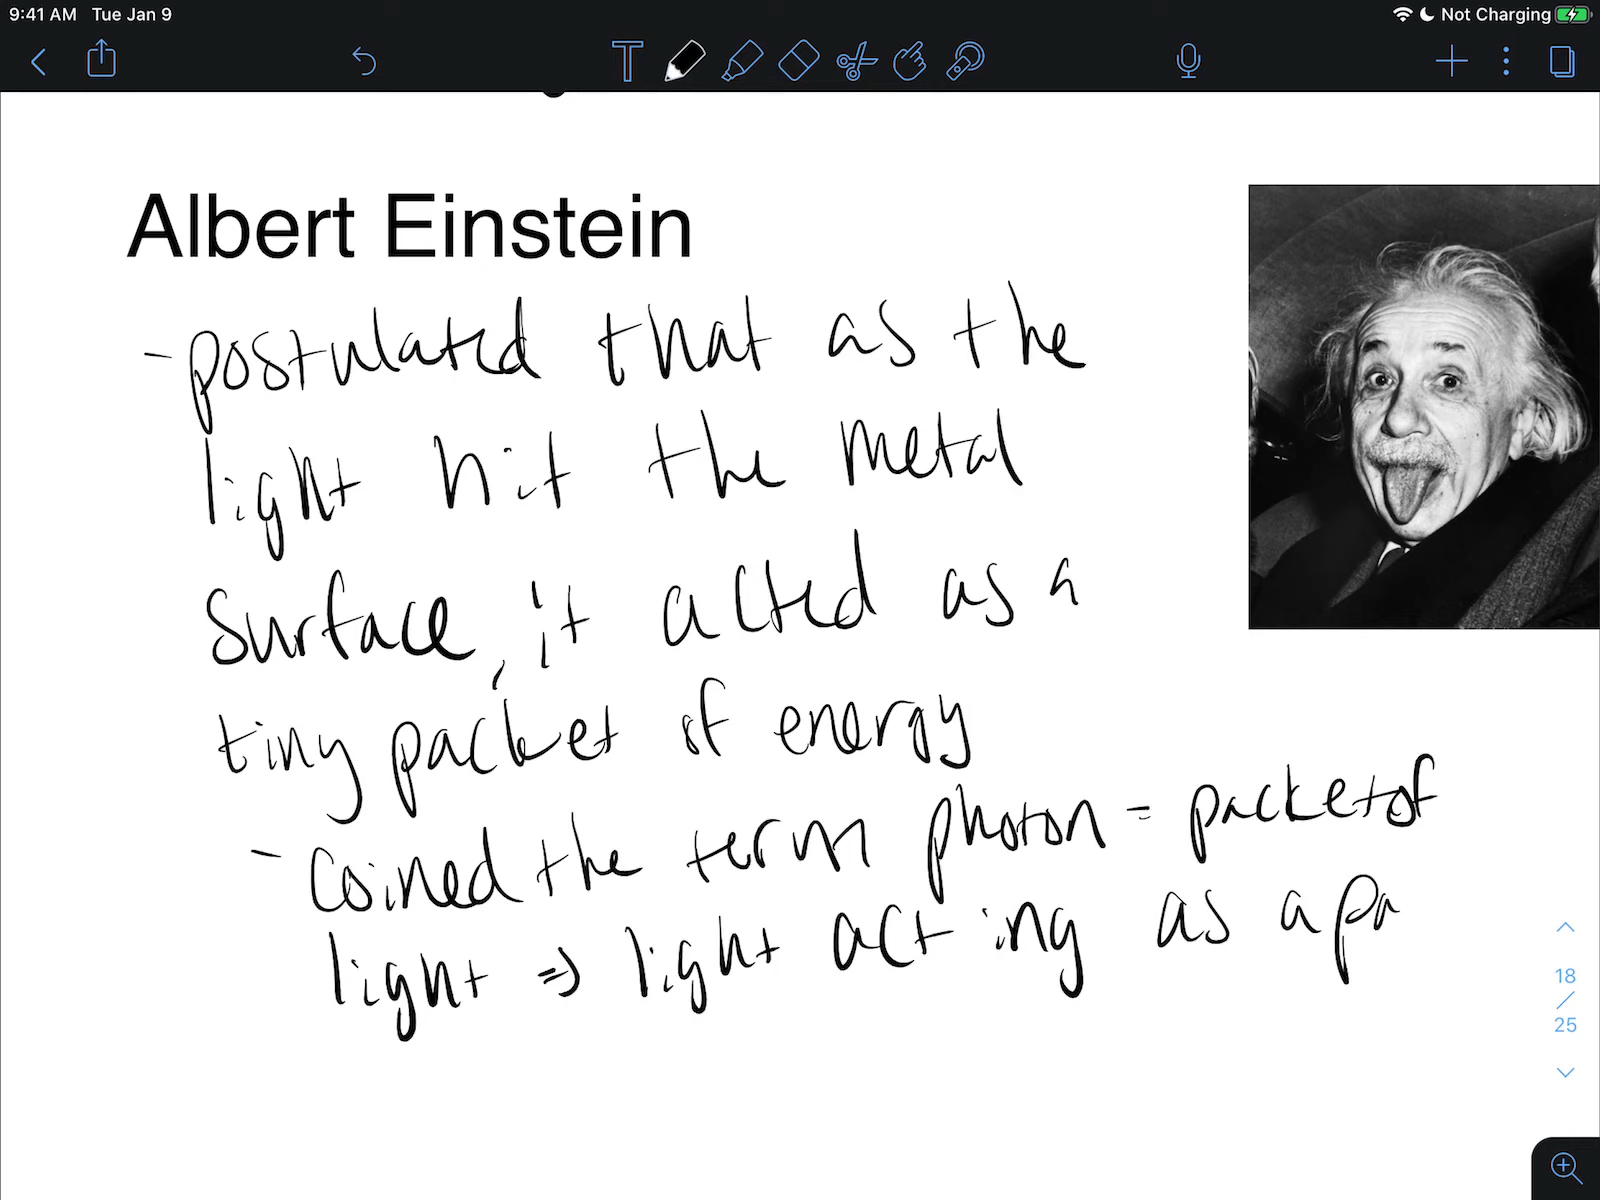 9:41 AM Tue Jan 9
Not Charging
Albert Einstein
- postulated that as the
light hit the metal
surface, it acted as a
tiny packet of energy
- coined the term photon = packet of
light => light acting as a pa
18
/
25